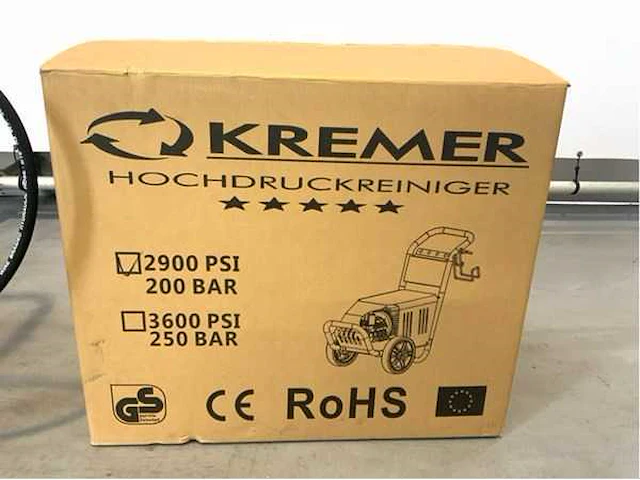 KREMER
HOCHDRUCKREINIGER
2900 PSI
200 BAR
3600 PSI
250 BAR
GS
CE RoHS